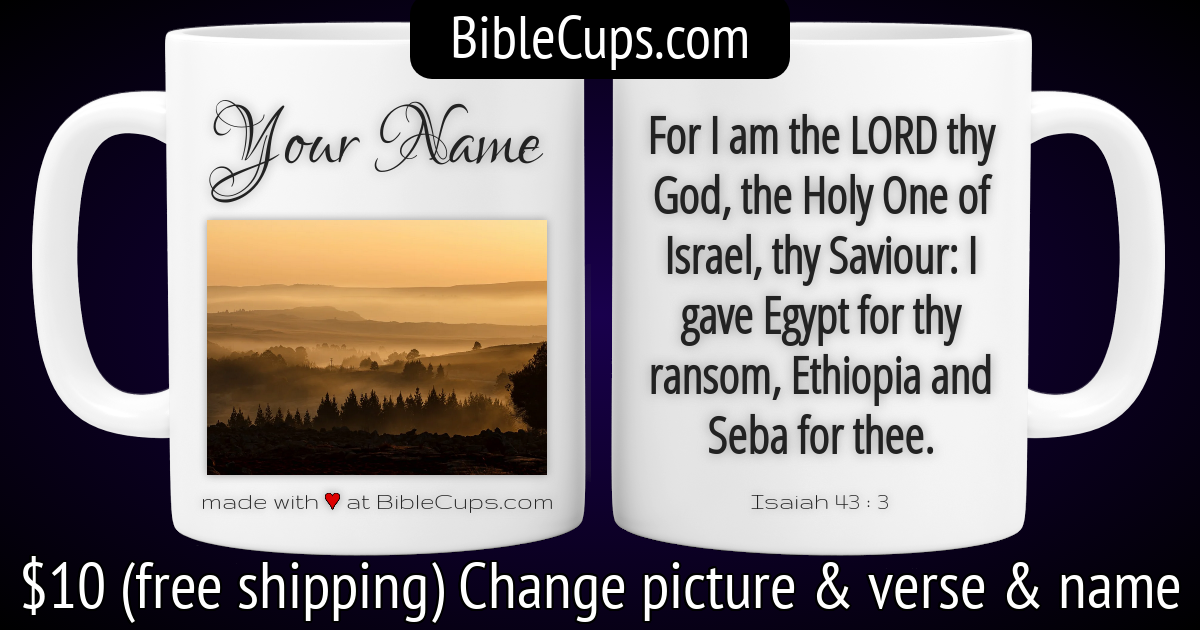 BibleCups.com
Your Name
made with ♥ at BibleCups.com
For I am the LORD thy
God, the Holy One of
Israel, thy Saviour: I
gave Egypt for thy
ransom, Ethiopia and
Seba for thee.
Isaiah 43 : 3
$10 (free shipping) Change picture & verse & name